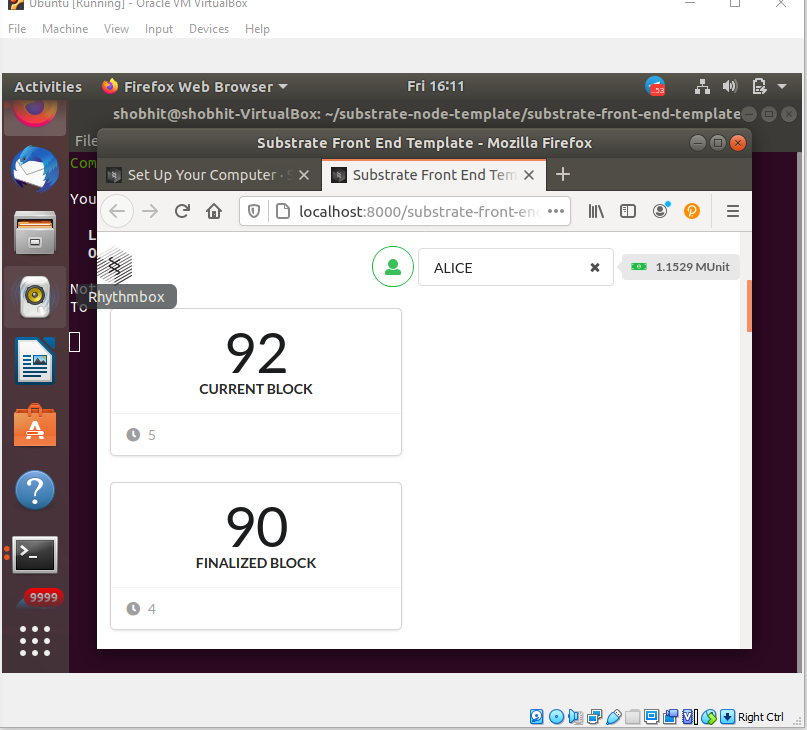 Ubuntu [Running] - Oracle VM VirtualBox
File Machine View Input Devices Help
Activities Firefox Web Browser Fri 16:11 53
shobhit@shobhit-VirtualBox: ~/substrate-node-template/substrate-front-end-template
File
Com
Substrate Front End Template - Mozilla Firefox
Set Up Your Computer · S Substrate Front End Tem
You
localhost:8000/substrate-front-en
L
0
ALICE 1.1529 MUnit
Not
Rhythmbox
To
92
CURRENT BLOCK
5
90
FINALIZED BLOCK
4
9999
Right Ctrl